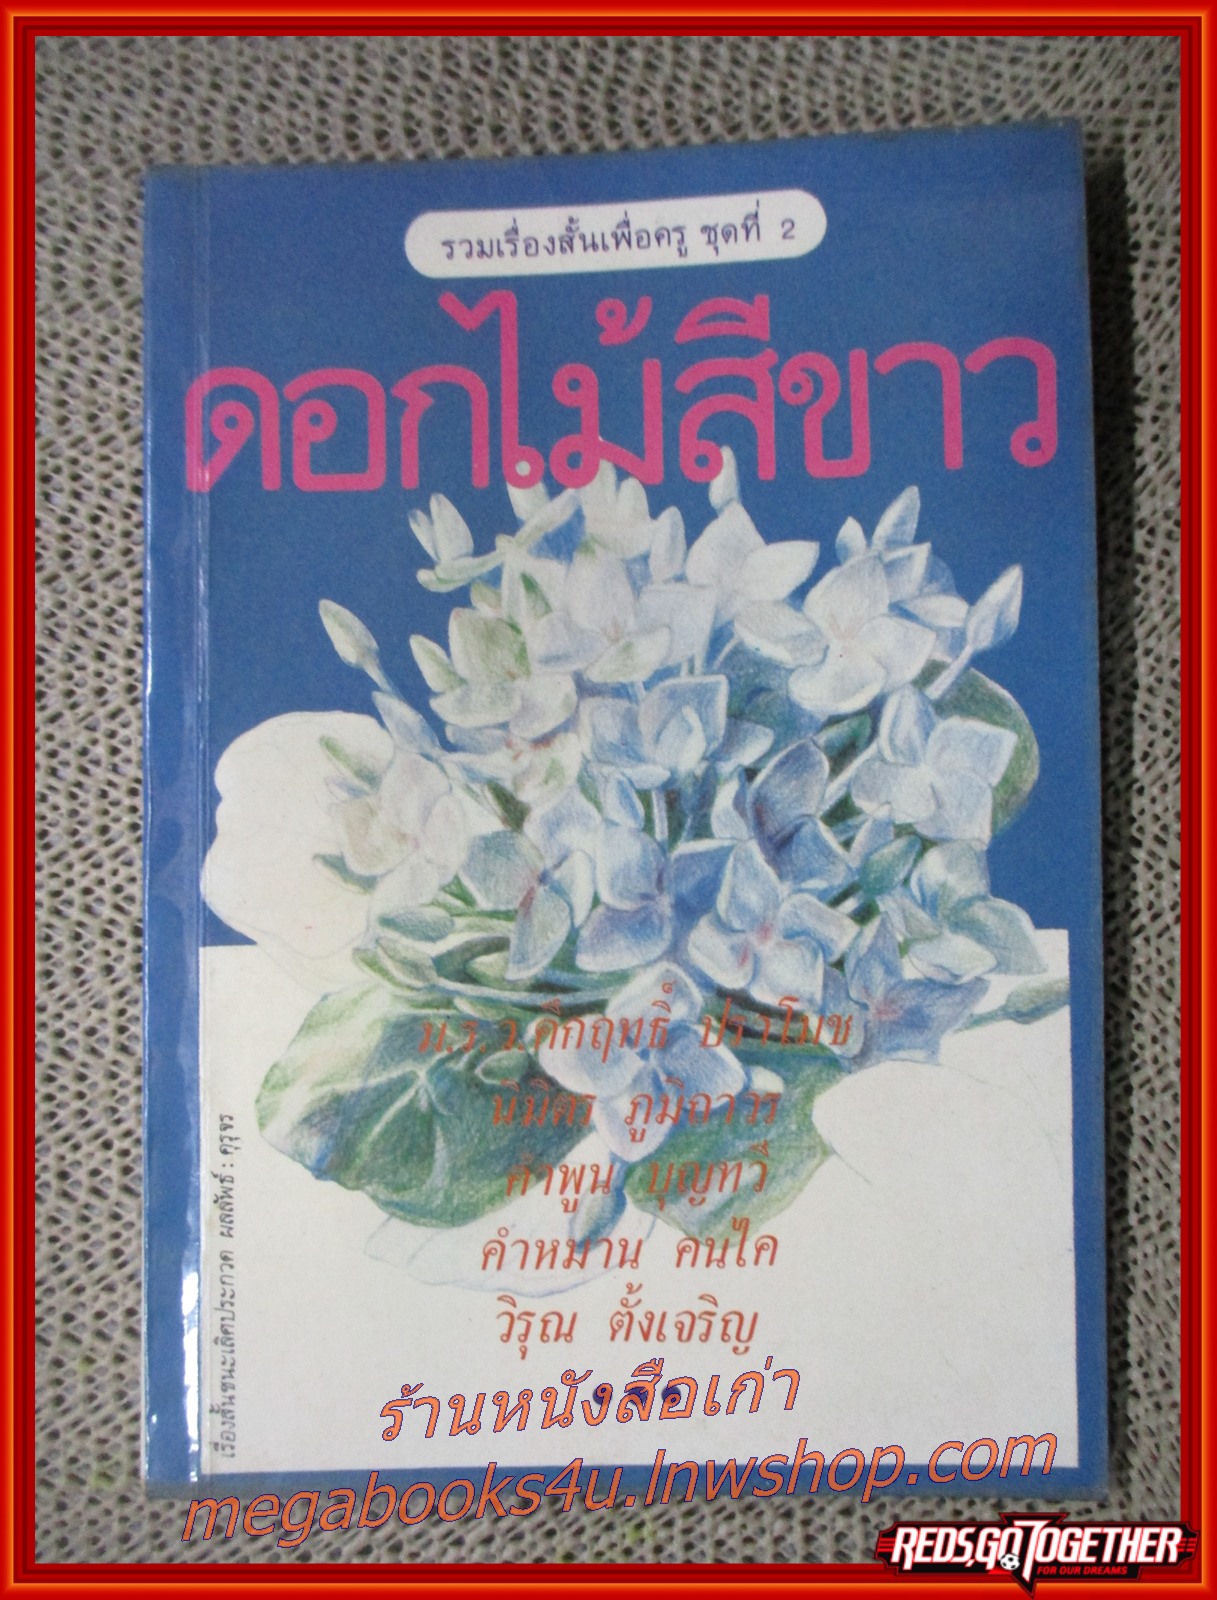 รวมเรื่องสั้นเพื่อครู ชุดที่ 2
ดอกไม้สีขาว
ม.ร.ว.คึกฤทธิ์ ปราโมช
นิมิตร ภูมิถาวร
คำพูน บุญทวี
คำหมาน คนไค
วิรุณ ตั้งเจริญ
เรื่องสั้นชนะเลิศประกวด ผลลัพธ์ : คุรุจร
ร้านหนังสือเก่า
megabooks4u.lnwshop.com
REDS,GO TOGETHER
FOR OUR DREAMS